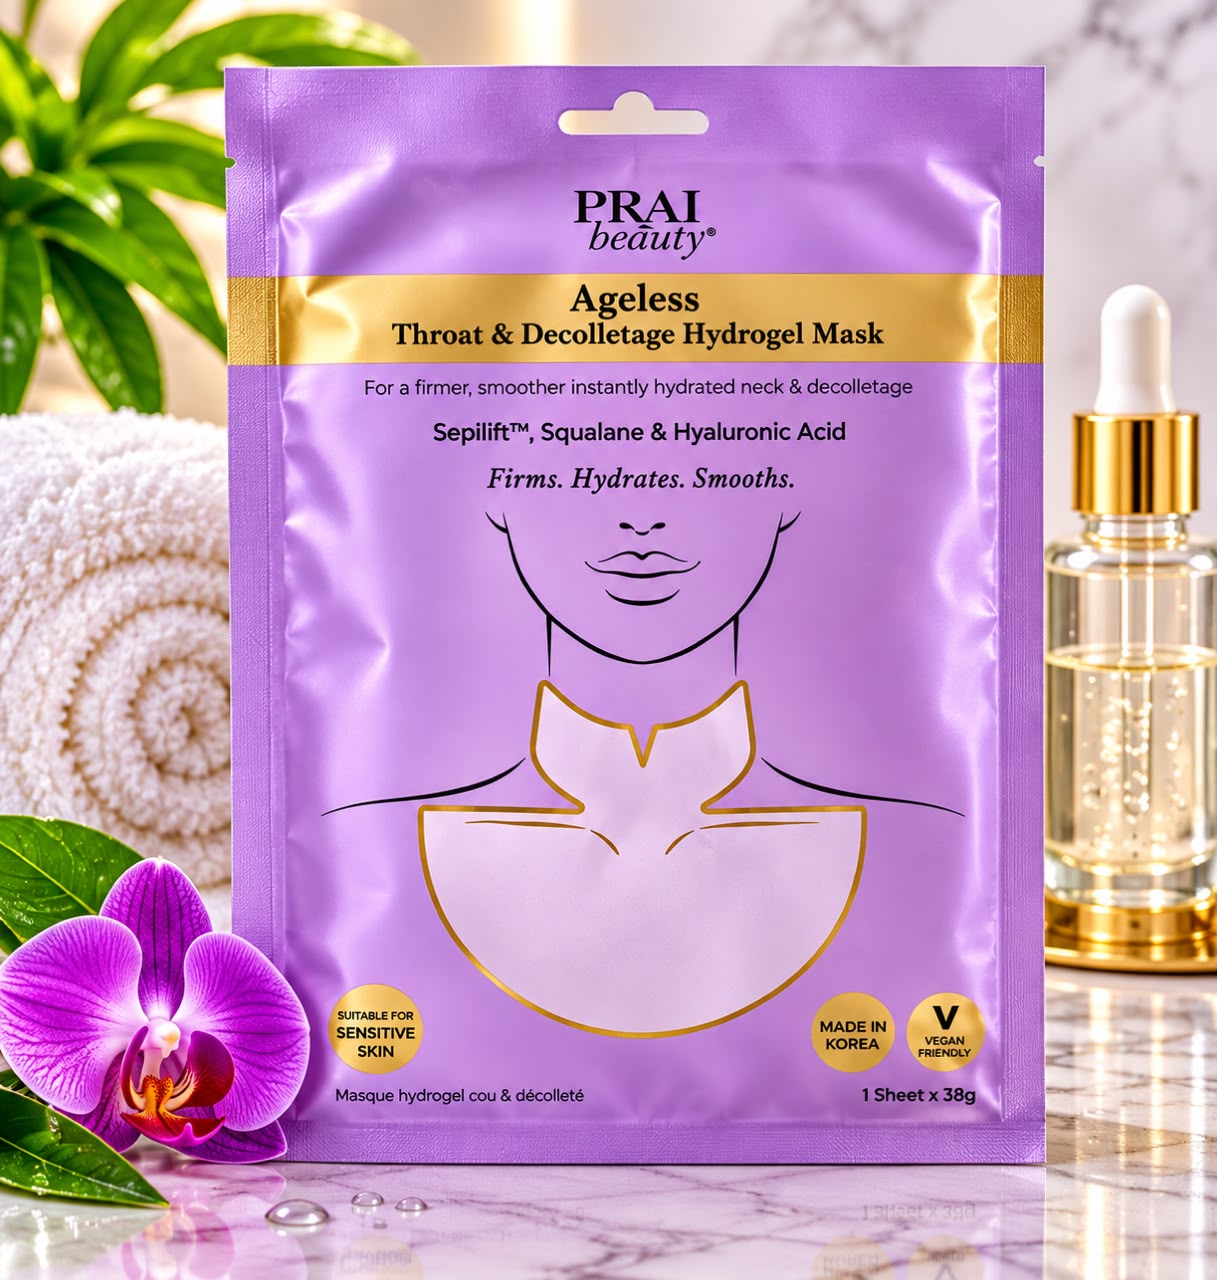 PRAI
beauty®
Ageless
Throat & Decolletage Hydrogel Mask
For a firmer, smoother instantly hydrated neck & decolletage
Sepilift™, Squalane & Hyaluronic Acid
Firms. Hydrates. Smooths.
SUITABLE FOR
SENSITIVE
SKIN
MADE IN
KOREA
V
VEGAN
FRIENDLY
Masque hydrogel cou & décolleté
1 Sheet x 38g